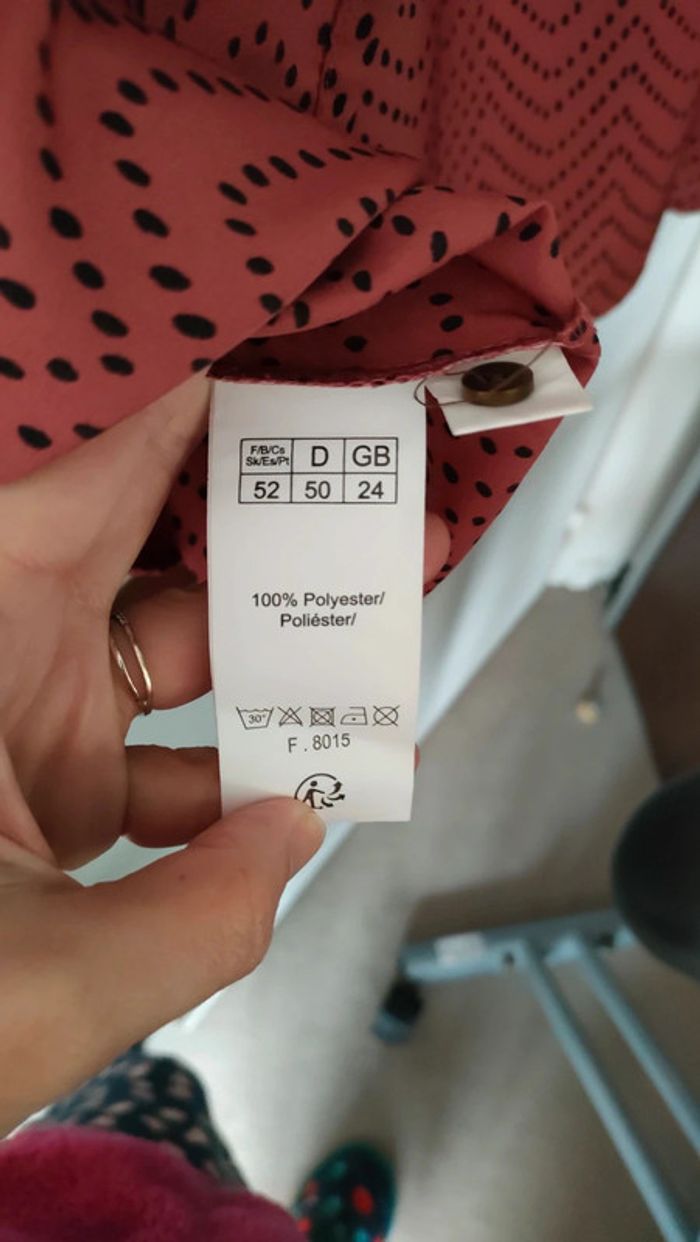 F/B/Cs D GB
Sk/Es/Pt
52 50 24
100% Polyester/
Poliéster/
30°
F . 8015